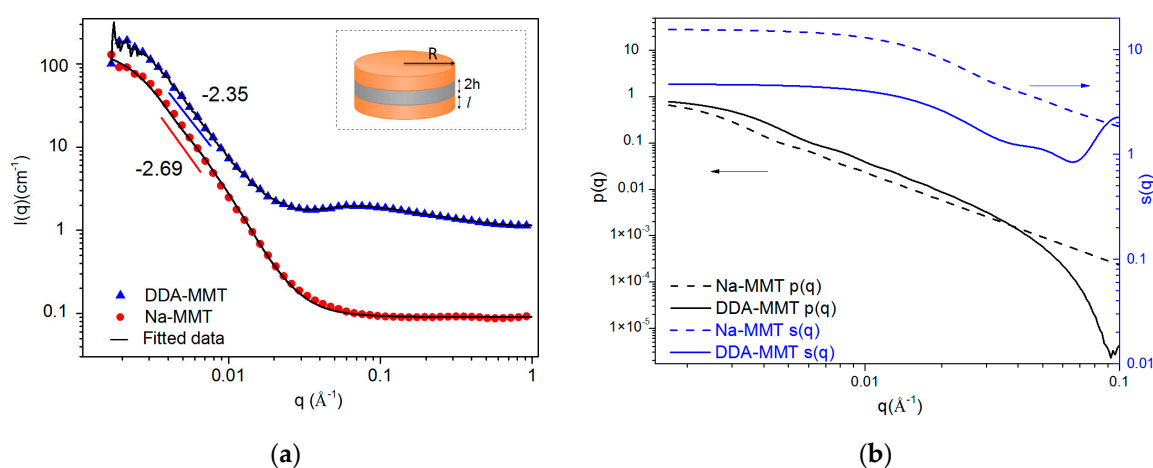 I(q)(cm⁻¹)
100
10
1
0.1
0.01
0.1
1
q (Å⁻¹)
-2.35
-2.69
R
2h
l
DDA-MMT
Na-MMT
Fitted data
(a)
p(q)
10
1
0.1
0.01
1×10⁻³
1×10⁻⁴
1×10⁻⁵
0.01
0.1
q(Å⁻¹)
s
10
1
0.1
0.01
s(q)
Na-MMT p(q)
DDA-MMT p(q)
Na-MMT s(q)
DDA-MMT s(q)
(b)